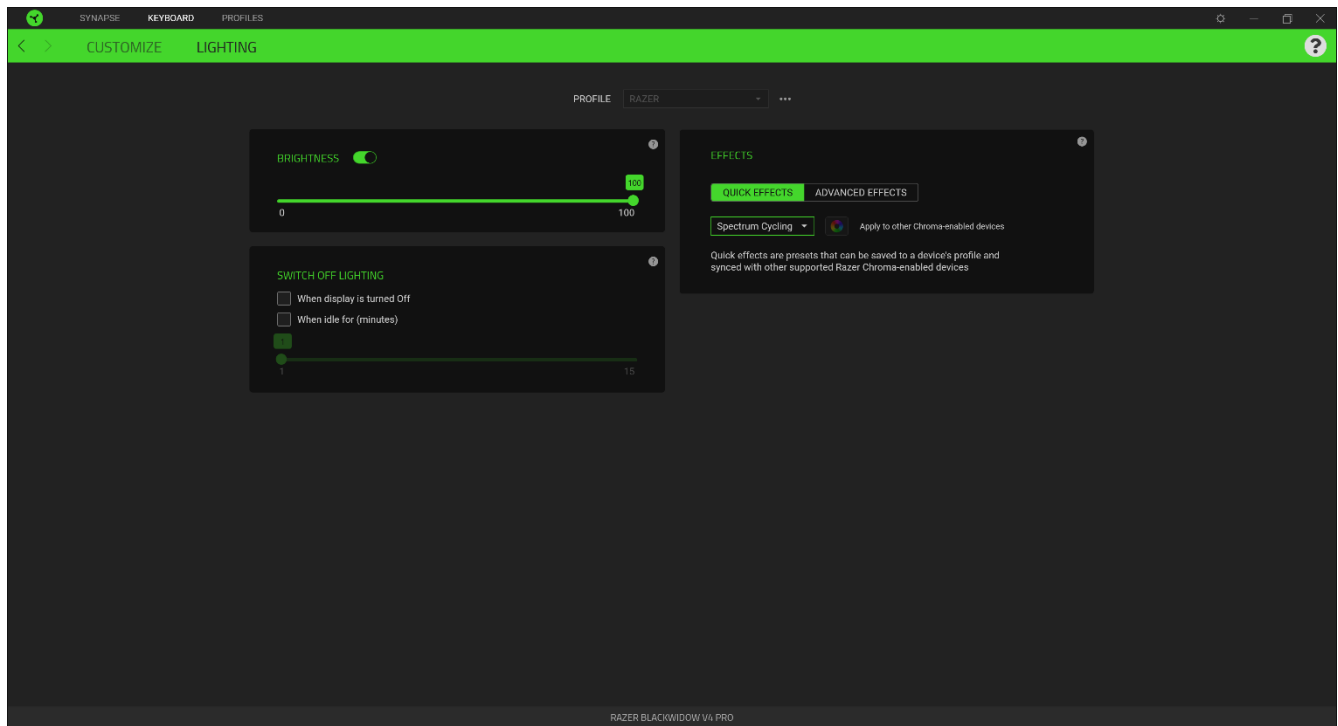 SYNAPSE KEYBOARD PROFILES
CUSTOMIZE LIGHTING
PROFILE RAZER
BRIGHTNESS
100
0 100
SWITCH OFF LIGHTING
When display is turned Off
When idle for (minutes)
1
1 15
EFFECTS
QUICK EFFECTS ADVANCED EFFECTS
Spectrum Cycling Apply to other Chroma-enabled devices
Quick effects are presets that can be saved to a device's profile and
synced with other supported Razer Chroma-enabled devices
RAZER BLACKWIDOW V4 PRO